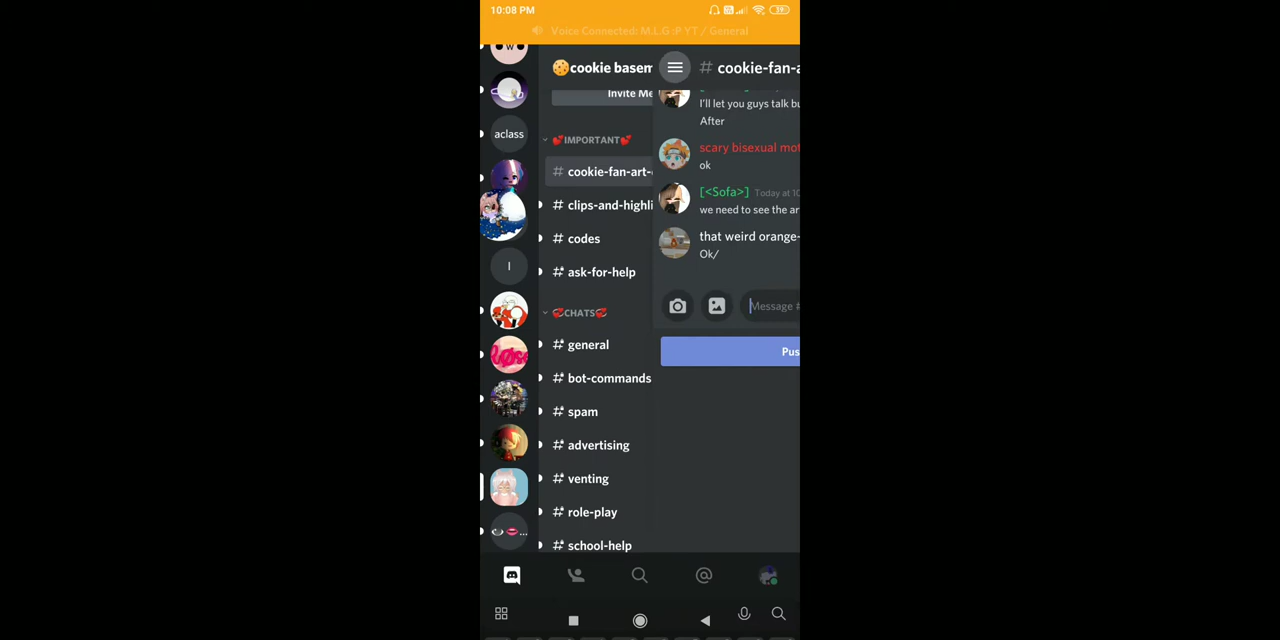 10:08 PM
39
Voice Connected: M.L.G :P YT / General
🍪cookie basem
# cookie-fan-a
Invite Me
I'll let you guys talk bu
After
aclass
💕IMPORTANT💕
scary bisexual mot
ok
# cookie-fan-art-
[<Sofa>] Today at 10
we need to see the ar
# clips-and-highli
# codes
that weird orange-
Ok/
I
# ask-for-help
Message #
💞CHATS💞
# general
Pus
# bot-commands
# spam
# advertising
# venting
# role-play
👁️👄...
# school-help